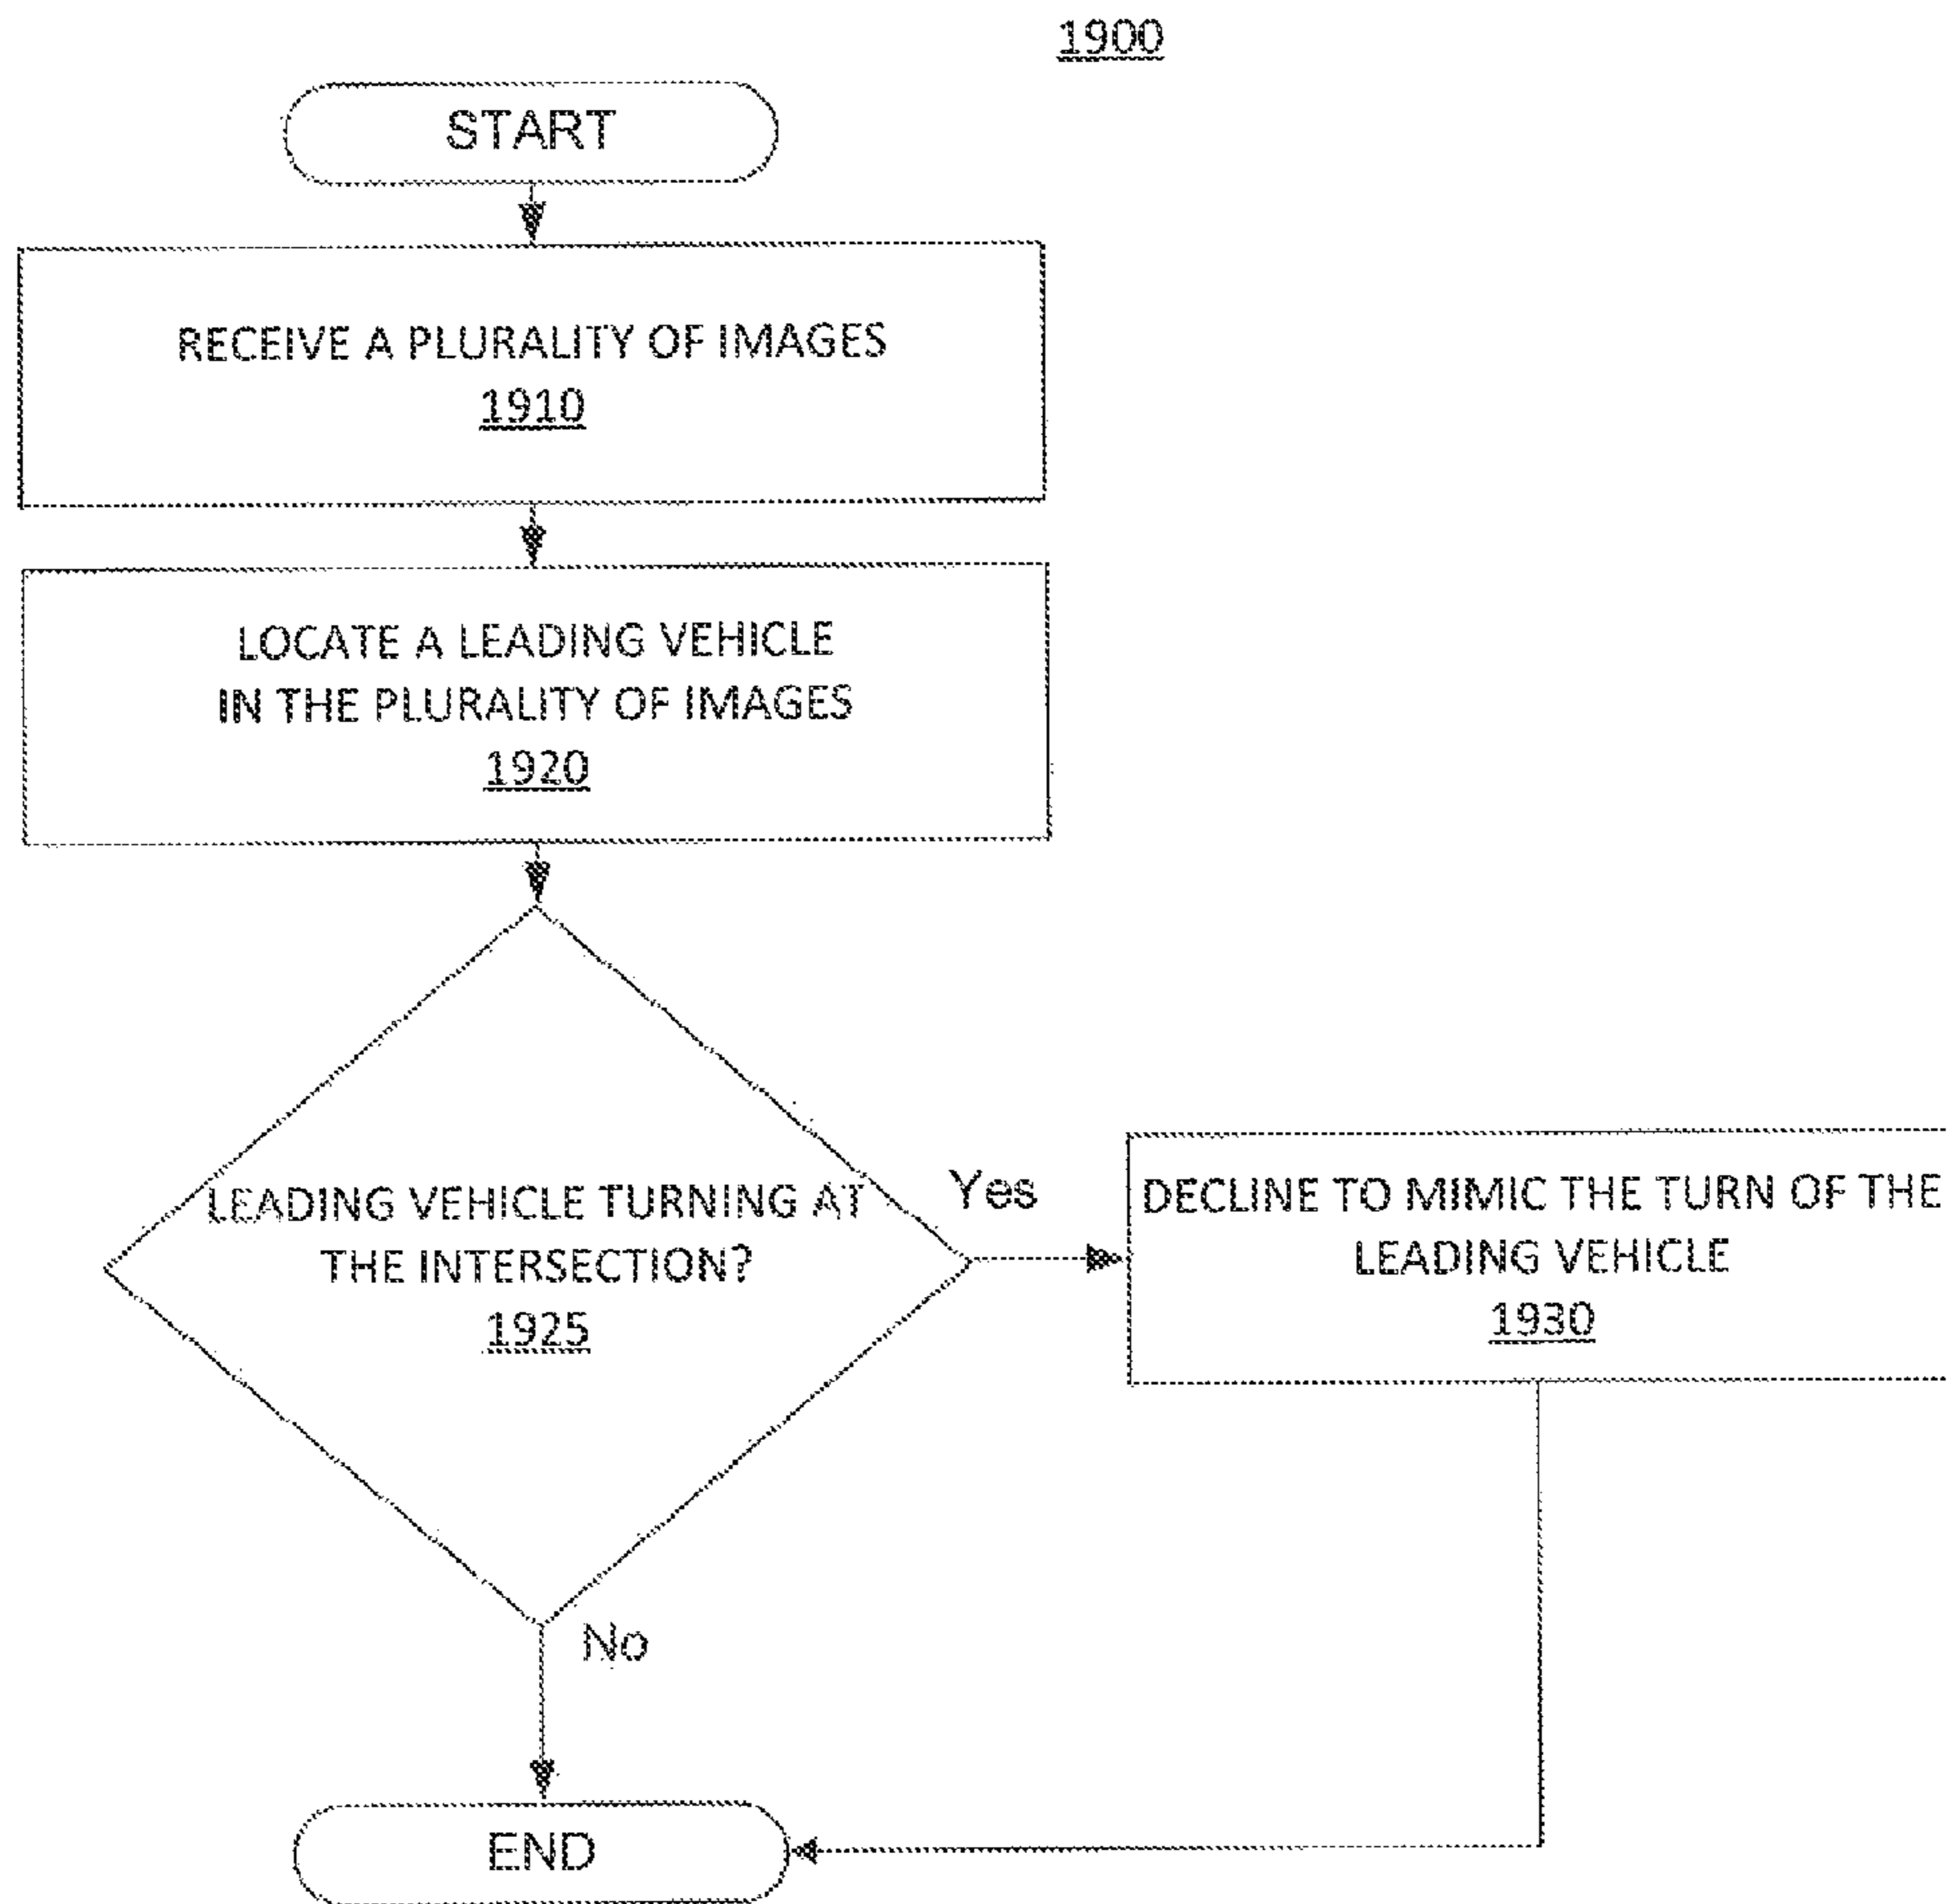 1900
START
RECEIVE A PLURALITY OF IMAGES
1910
LOCATE A LEADING VEHICLE
IN THE PLURALITY OF IMAGES
1920
LEADING VEHICLE TURNING AT
THE INTERSECTION?
1925
Yes
DECLINE TO MIMIC THE TURN OF THE
LEADING VEHICLE
1930
No
END